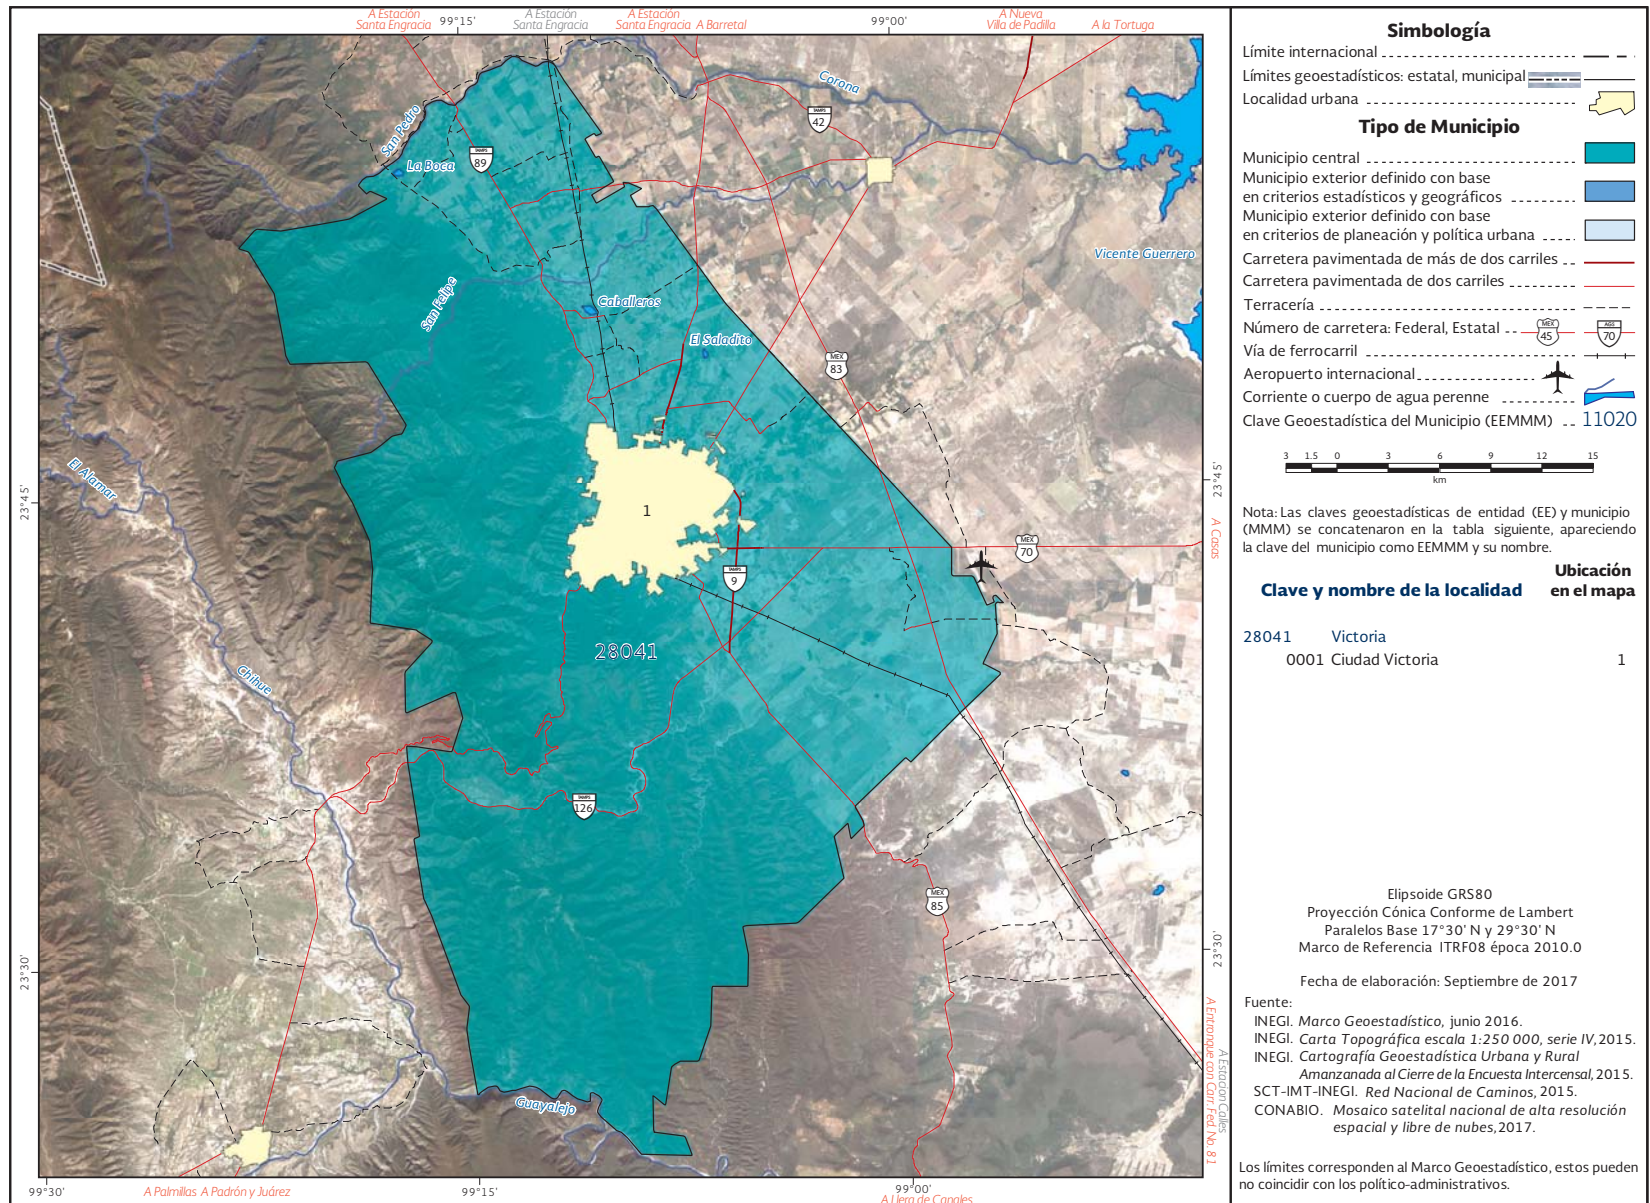 A Estación
Santa Engracia
A Estación
Santa Engracia
A Estación
Santa Engracia
A Barretal
A Nueva
Villa de Padilla
A la Tortuga
99°15'
99°00'
Corona
San Pedro
La Boca
TAMPS
89
TAMPS
42
San Felipe
Caballeros
El Saladito
Vicente Guerrero
MEX
83
El Alamar
23°45'
23°45'
1
A Casas
MEX
70
TAMPS
9
28041
Chihue
TAMPS
126
MEX
85
23°30'
23°30'
Guayalejo
A Entronque con Carr. Fed. No. 81
A Estación Calles
99°30'
99°15'
99°00'
A Palmillas
A Padrón y Juárez
A Llera de Canales
Simbología
Límite internacional
Límites geoestadísticos: estatal, municipal
Localidad urbana
Tipo de Municipio
Municipio central
Municipio exterior definido con base
en criterios estadísticos y geográficos
Municipio exterior definido con base
en criterios de planeación y política urbana
Carretera pavimentada de más de dos carriles
Carretera pavimentada de dos carriles
Terracería
Número de carretera: Federal, Estatal
MEX
45
AGS
70
Vía de ferrocarril
Aeropuerto internacional
Corriente o cuerpo de agua perenne
Clave Geoestadística del Municipio (EEMMM) 11020
3 1.5 0 3 6 9 12 15
km
Nota: Las claves geoestadísticas de entidad (EE) y municipio
(MMM) se concatenaron en la tabla siguiente, apareciendo
la clave del municipio como EEMMM y su nombre.
Clave y nombre de la localidad
Ubicación
en el mapa
28041 Victoria
0001 Ciudad Victoria 1
Elipsoide GRS80
Proyección Cónica Conforme de Lambert
Paralelos Base 17°30' N y 29°30' N
Marco de Referencia ITRF08 época 2010.0
Fecha de elaboración: Septiembre de 2017
Fuente:
INEGI. Marco Geoestadístico, junio 2016.
INEGI. Carta Topográfica escala 1:250 000, serie IV, 2015.
INEGI. Cartografía Geoestadística Urbana y Rural
Amanzanada al Cierre de la Encuesta Intercensal, 2015.
SCT-IMT-INEGI. Red Nacional de Caminos, 2015.
CONABIO. Mosaico satelital nacional de alta resolución
espacial y libre de nubes, 2017.
Los límites corresponden al Marco Geoestadístico, estos pueden
no coincidir con los político-administrativos.